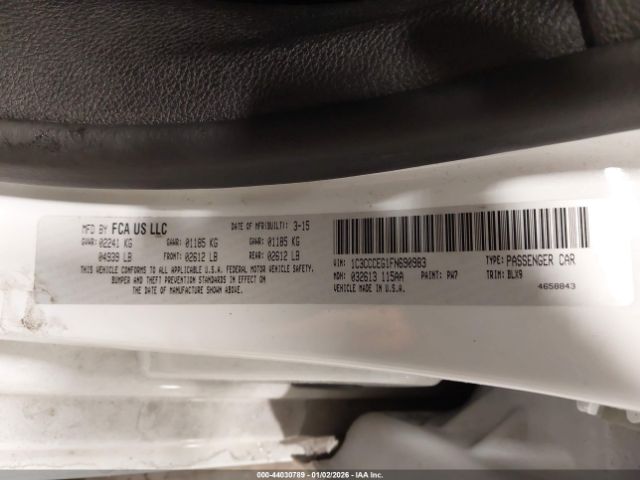 MFD BY FCA US LLC DATE OF MFR(BUILT): 3-15
GVWR: 02241 KG GAWR: 01185 KG GAWR: 01185 KG
04939 LB FRONT: 02612 LB REAR: 02612 LB
THIS VEHICLE CONFORMS TO ALL APPLICABLE U.S.A. FEDERAL MOTOR VEHICLE SAFETY,
BUMPER AND THEFT PREVENTION STANDARDS IN EFFECT ON
THE DATE OF MANUFACTURE SHOWN ABOVE.
VIN: 1C3CCCEG1FN690983 TYPE: PASSENGER CAR
MDH: 032613 115AA PAINT: PW7 TRIM: BLX9
VEHICLE MADE IN U.S.A. 4658843
000-44030789 - 01/02/2026 - IAA Inc.